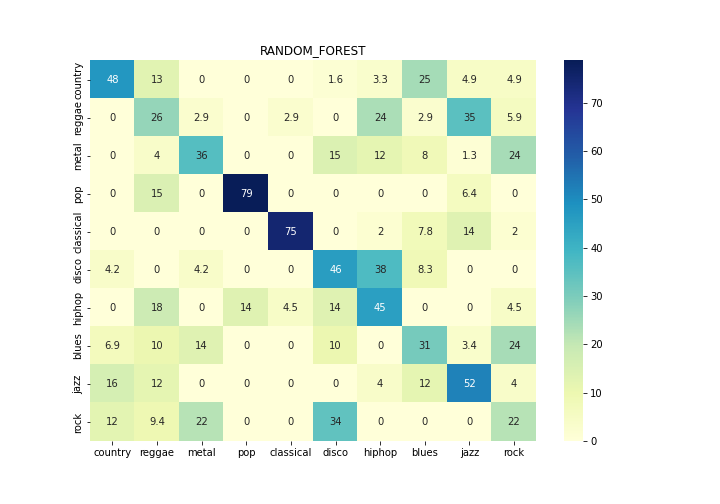 RANDOM_FOREST
country 48 13 0 0 0 1.6 3.3 25 4.9 4.9
reggae 0 26 2.9 0 2.9 0 24 2.9 35 5.9
metal 0 4 36 0 0 15 12 8 1.3 24
pop 0 15 0 79 0 0 0 0 6.4 0
classical 0 0 0 0 75 0 2 7.8 14 2
disco 4.2 0 4.2 0 0 46 38 8.3 0 0
hiphop 0 18 0 14 4.5 14 45 0 0 4.5
blues 6.9 10 14 0 0 10 0 31 3.4 24
jazz 16 12 0 0 0 0 4 12 52 4
rock 12 9.4 22 0 0 34 0 0 0 22
country reggae metal pop classical disco hiphop blues jazz rock
70
60
50
40
30
20
10
0